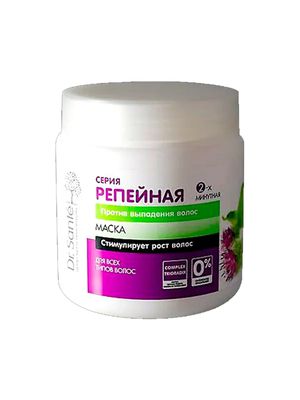 Dr. Sante
СЕРИЯ
РЕПЕЙНАЯ
2-х
МИНУТНАЯ
Против выпадения волос
МАСКА
Стимулирует рост волос
ДЛЯ ВСЕХ
ТИПОВ ВОЛОС
COMPLEX
TRIORADIX
0%